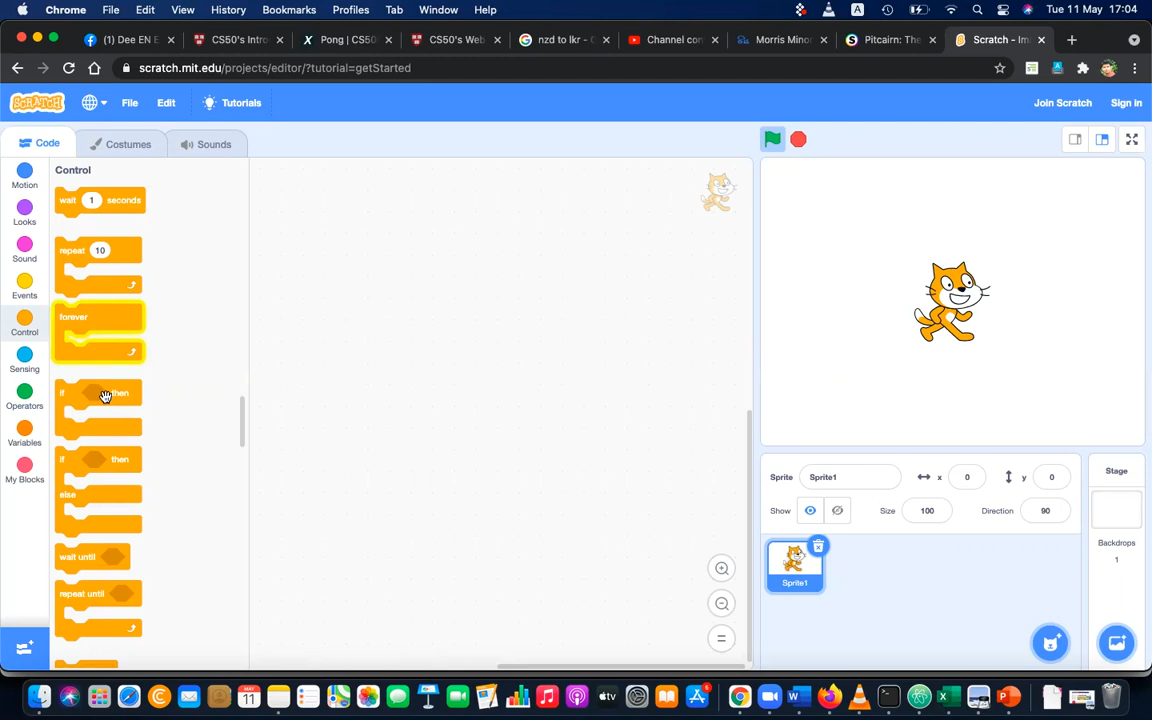 Chrome File Edit View History Bookmarks Profiles Tab Window Help A Tue 11 May 17:04
(1) Dee EN E CS50's Intro Pong | CS50 CS50's Web nzd to lkr - G Channel con Morris Minor Pitcairn: The Scratch - Im
scratch.mit.edu/projects/editor/?tutorial=getStarted
SCRATCH File Edit Tutorials Join Scratch Sign in
Code Costumes Sounds
Motion
Looks
Sound
Events
Control
Sensing
Operators
Variables
My Blocks
Control
wait 1 seconds
repeat 10
forever
if then
if then
else
wait until
repeat until
Sprite Sprite1 x 0 y 0
Show Size 100 Direction 90
Sprite1
Stage
Backdrops
1